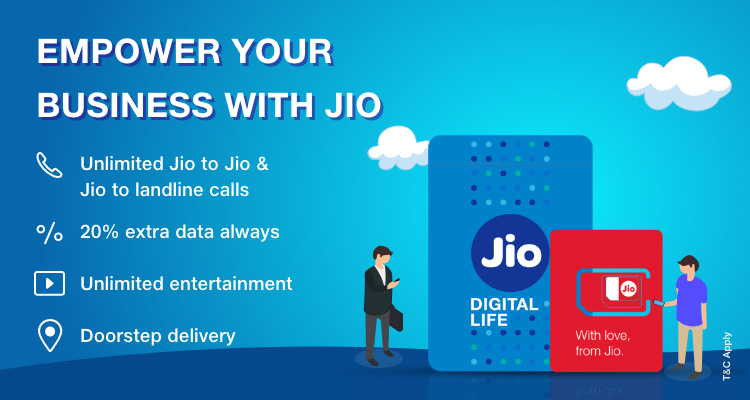 EMPOWER YOUR
BUSINESS WITH JIO
Unlimited Jio to Jio &
Jio to landline calls
20% extra data always
Unlimited entertainment
Doorstep delivery
Jio
DIGITAL
LIFE
Jio
With love,
from Jio.
T&C Apply